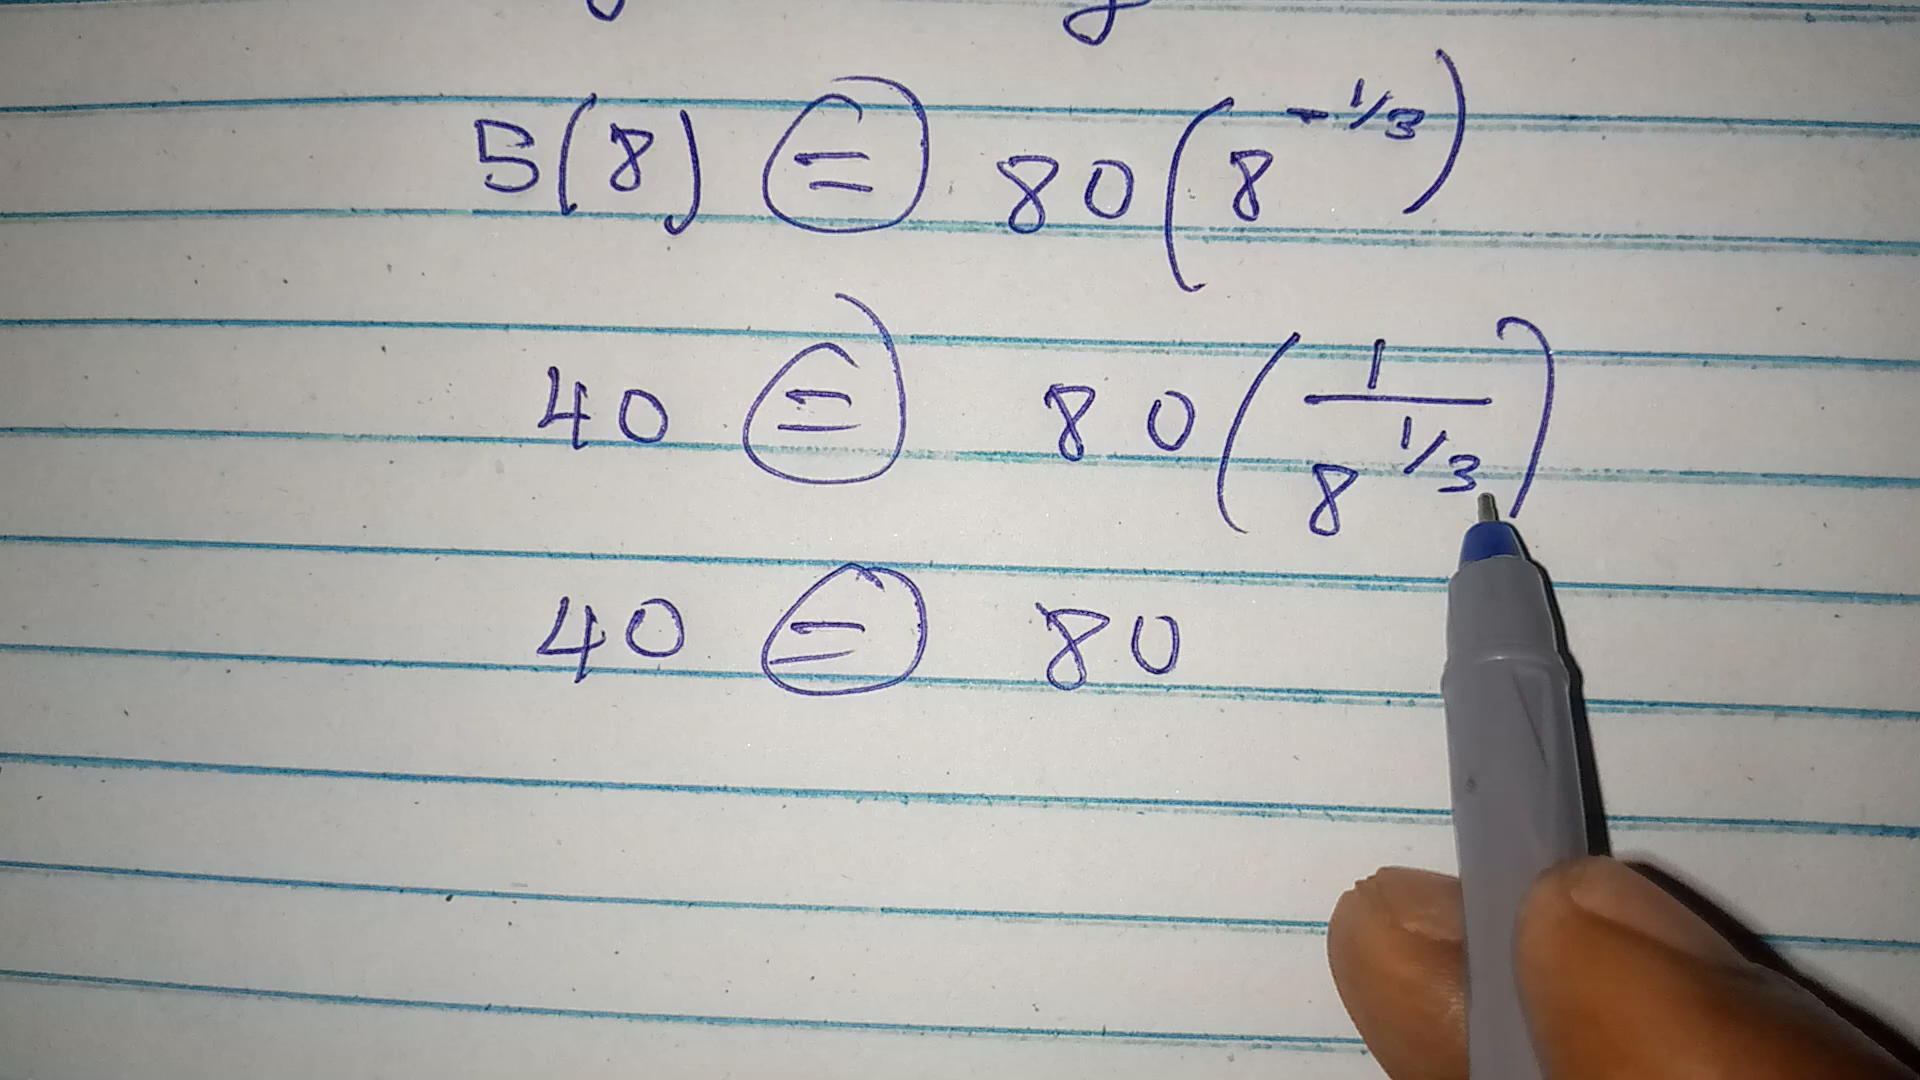 5(8) = 80(8^{-1/3})
40 = 80(1/8^{1/3})
40 = 80